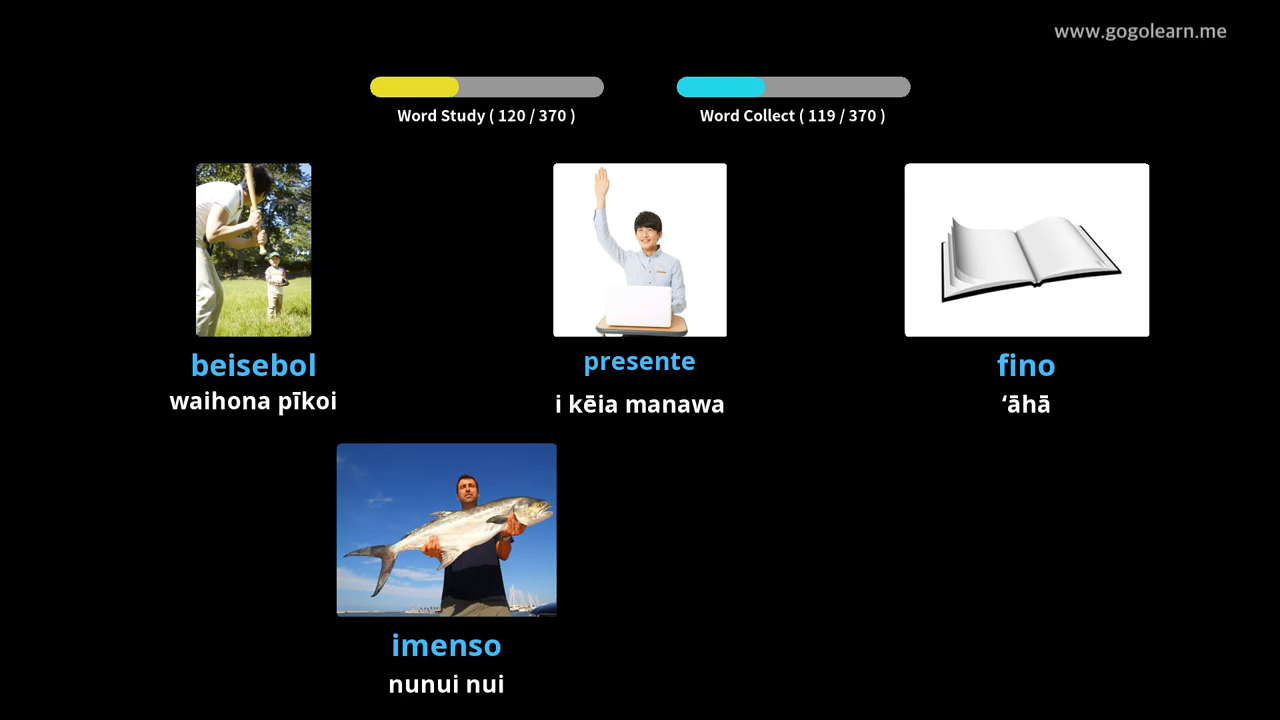 www.gogolearn.me
Word Study ( 120 / 370 )
Word Collect ( 119 / 370 )
beisebol
waihona pīkoi
presente
i kēia manawa
fino
ʻāhā
imenso
nunui nui